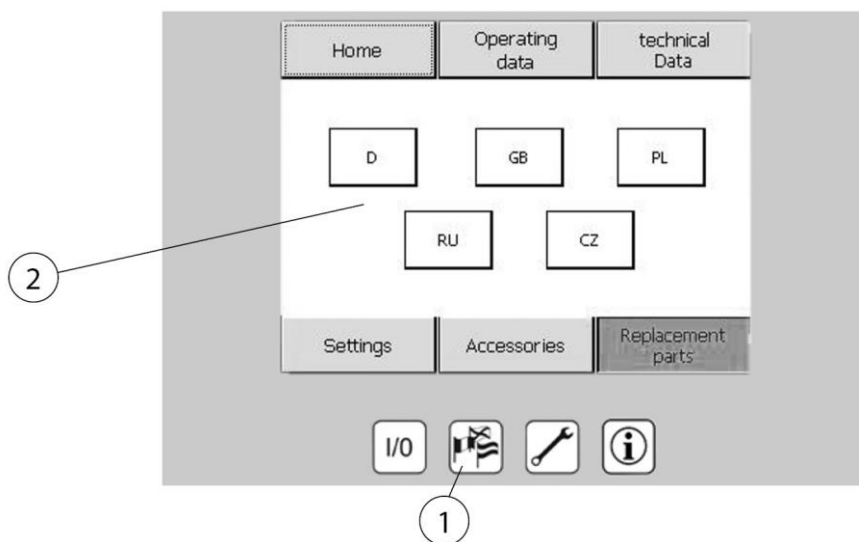 Home
Operating
data
technical
Data
D
GB
PL
RU
CZ
2
Settings
Accessories
Replacement
parts
I/0
i
1